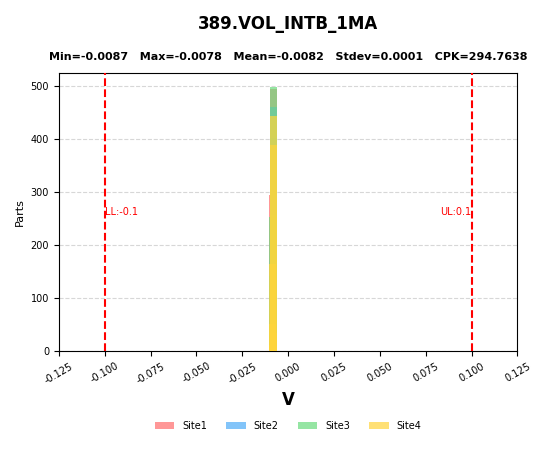 389.VOL_INTB_1MA
Min=-0.0087 Max=-0.0078 Mean=-0.0082 Stdev=0.0001 CPK=294.7638
500
400
300
200
100
0
Parts
LL:-0.1
UL:0.1
-0.125 -0.100 -0.075 -0.050 -0.025 0.000 0.025 0.050 0.075 0.100 0.125
V
Site1 Site2 Site3 Site4